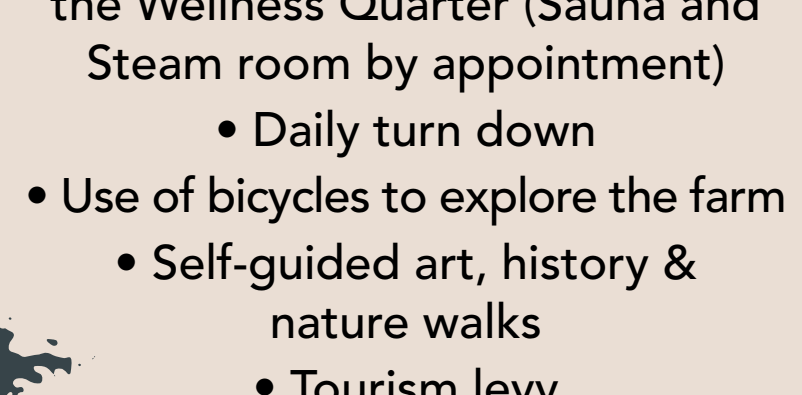 the Wellness Quarter (Sauna and
Steam room by appointment)
• Daily turn down
• Use of bicycles to explore the farm
• Self-guided art, history &
nature walks
• Tourism levy